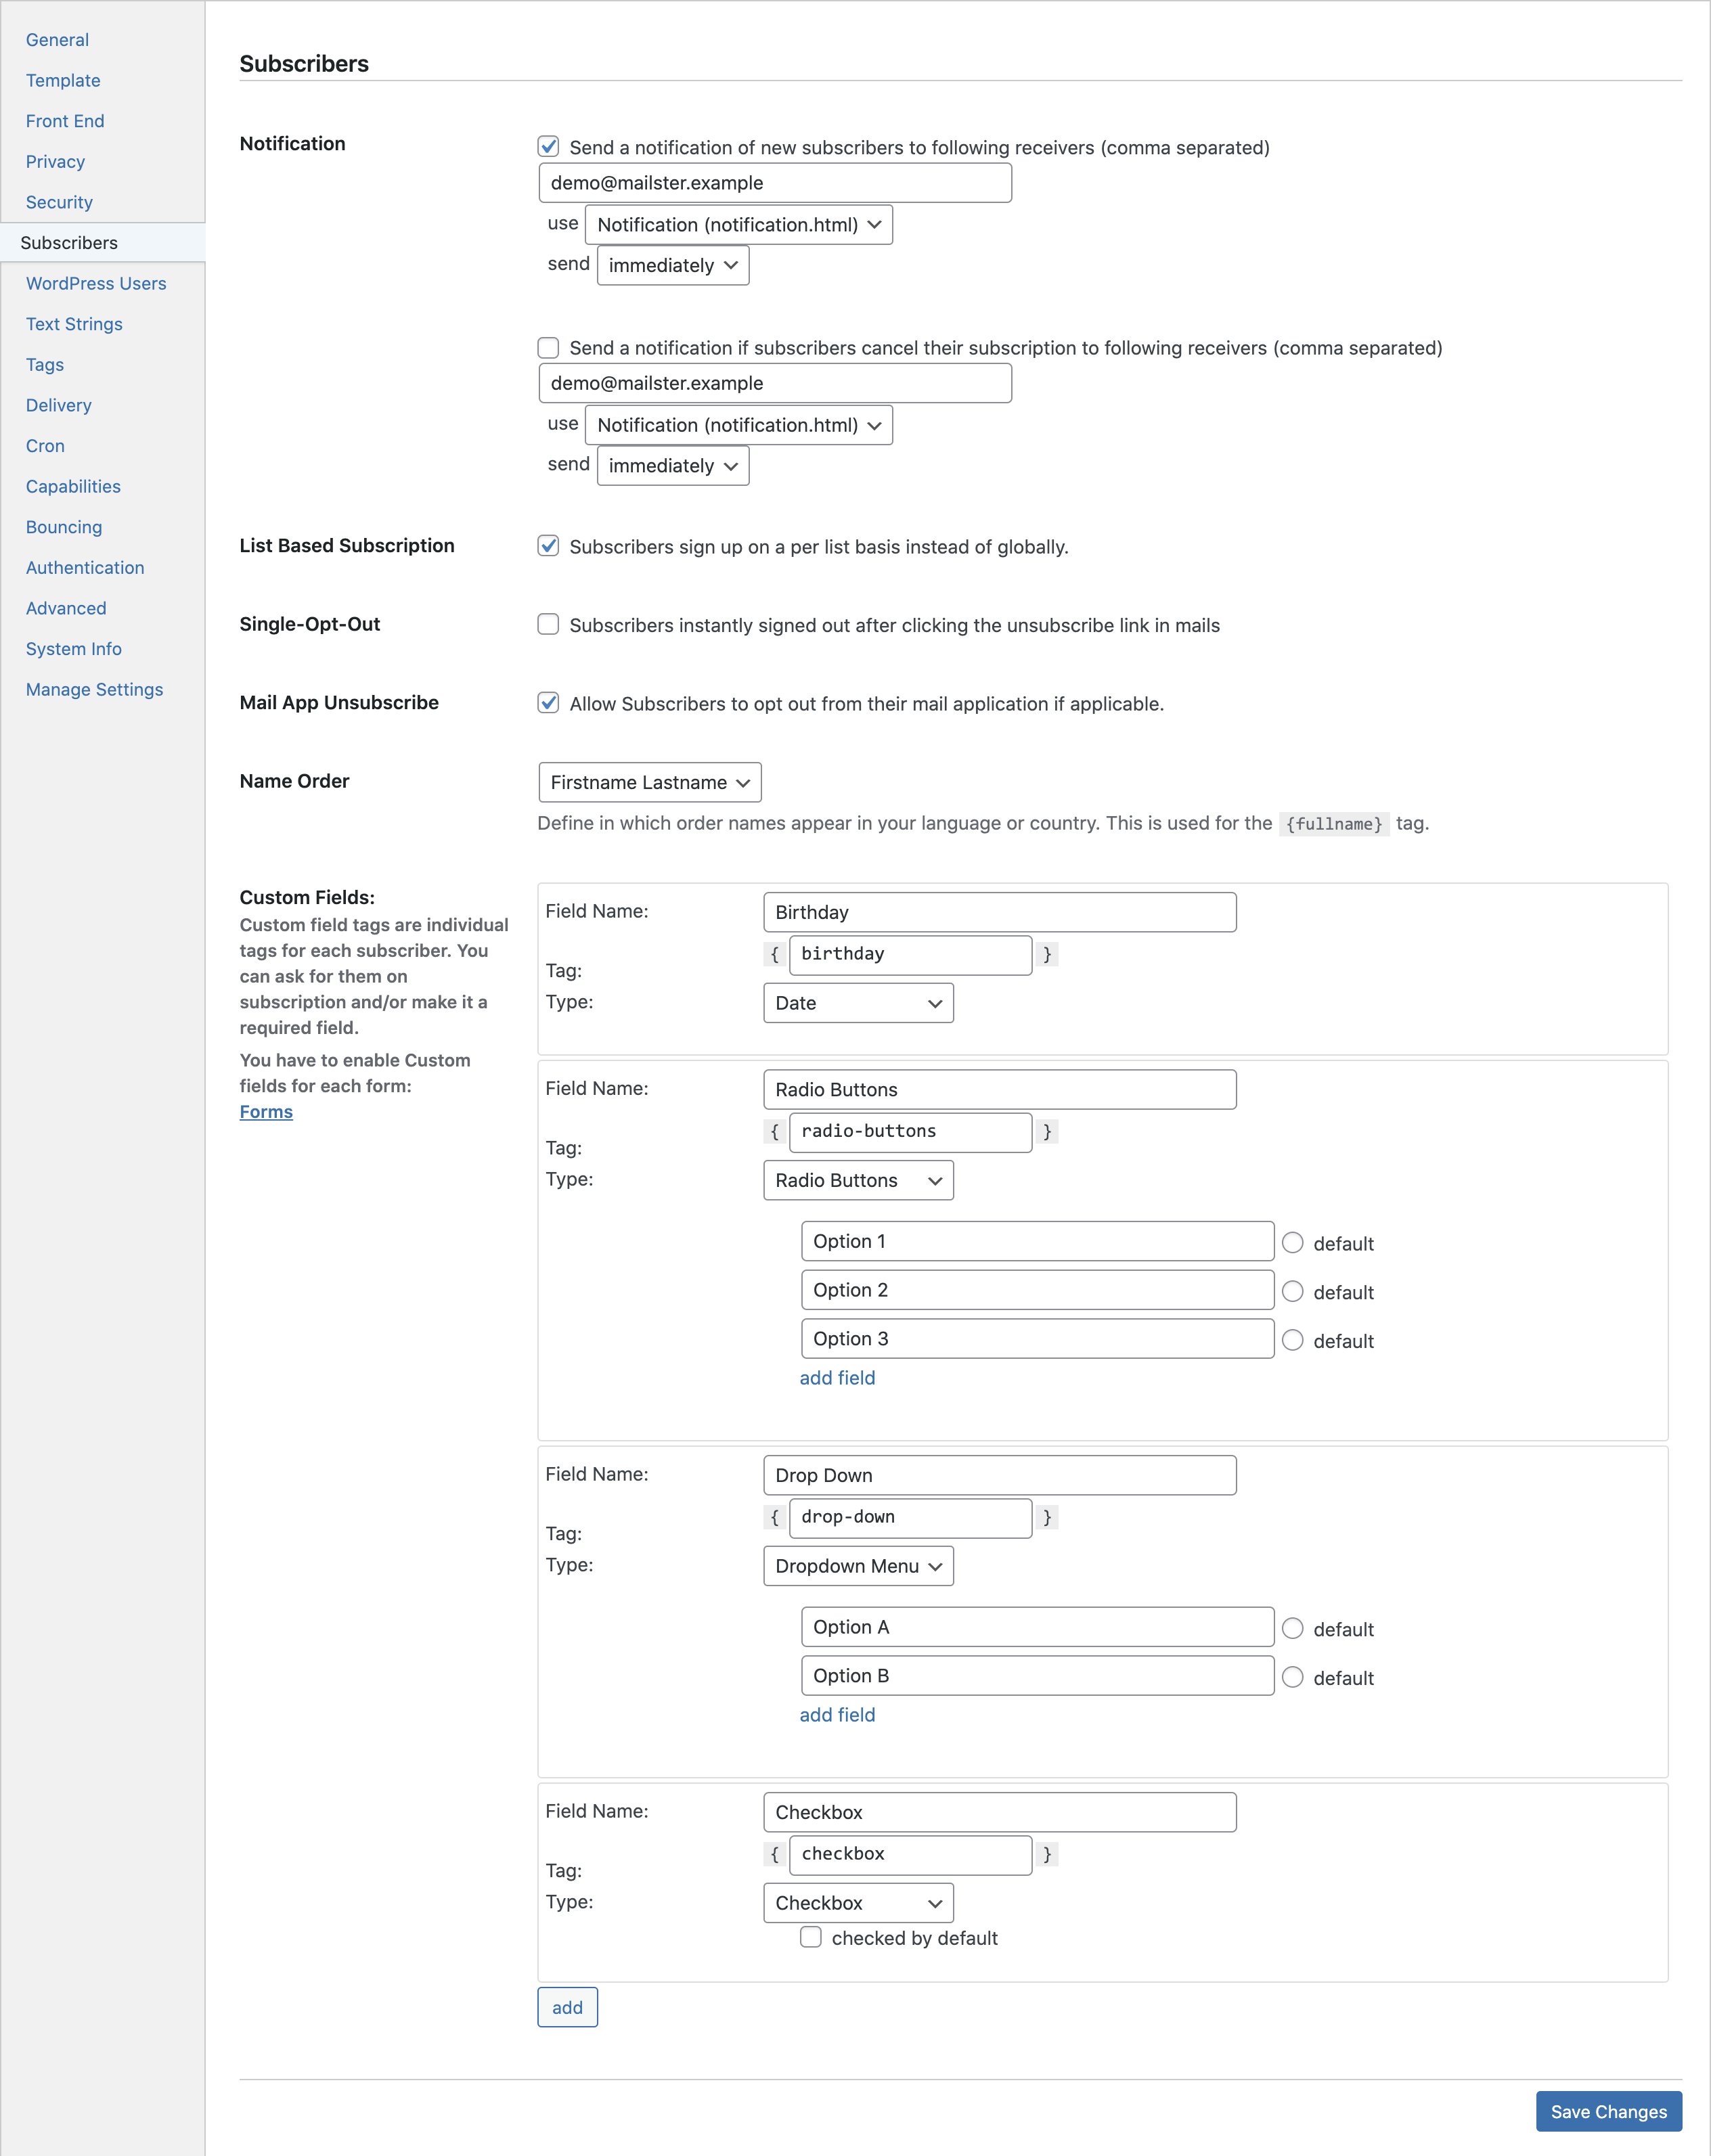 General
Template
Front End
Privacy
Security
Subscribers
WordPress Users
Text Strings
Tags
Delivery
Cron
Capabilities
Bouncing
Authentication
Advanced
System Info
Manage Settings
Subscribers
Notification
Send a notification of new subscribers to following receivers (comma separated)
demo@mailster.example
use Notification (notification.html)
send immediately
Send a notification if subscribers cancel their subscription to following receivers (comma separated)
demo@mailster.example
use Notification (notification.html)
send immediately
List Based Subscription
Subscribers sign up on a per list basis instead of globally.
Single-Opt-Out
Subscribers instantly signed out after clicking the unsubscribe link in mails
Mail App Unsubscribe
Allow Subscribers to opt out from their mail application if applicable.
Name Order
Firstname Lastname
Define in which order names appear in your language or country. This is used for the {fullname} tag.
Custom Fields:
Custom field tags are individual
tags for each subscriber. You
can ask for them on
subscription and/or make it a
required field.
You have to enable Custom
fields for each form:
Forms
Field Name: Birthday
{ birthday }
Tag:
Type: Date
Field Name: Radio Buttons
{ radio-buttons }
Tag:
Type: Radio Buttons
Option 1 default
Option 2 default
Option 3 default
add field
Field Name: Drop Down
{ drop-down }
Tag:
Type: Dropdown Menu
Option A default
Option B default
add field
Field Name: Checkbox
{ checkbox }
Tag:
Type: Checkbox
checked by default
add
Save Changes